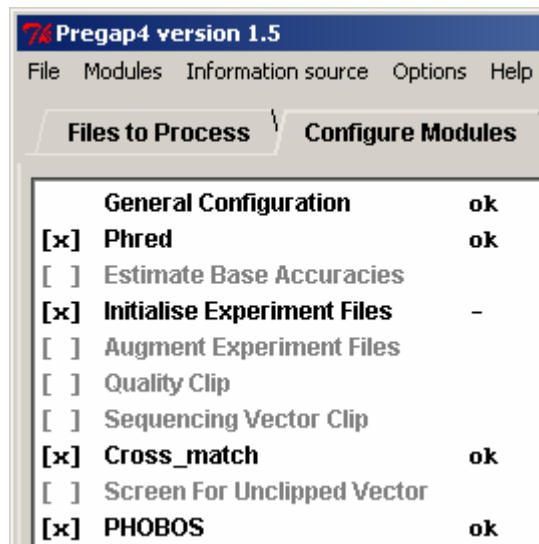 Pregap4 version 1.5
File Modules Information source Options Help
Files to Process Configure Modules
General Configuration ok
[x] Phred ok
[ ] Estimate Base Accuracies
[x] Initialise Experiment Files -
[ ] Augment Experiment Files
[ ] Quality Clip
[ ] Sequencing Vector Clip
[x] Cross_match ok
[ ] Screen For Unclipped Vector
[x] PHOBOS ok